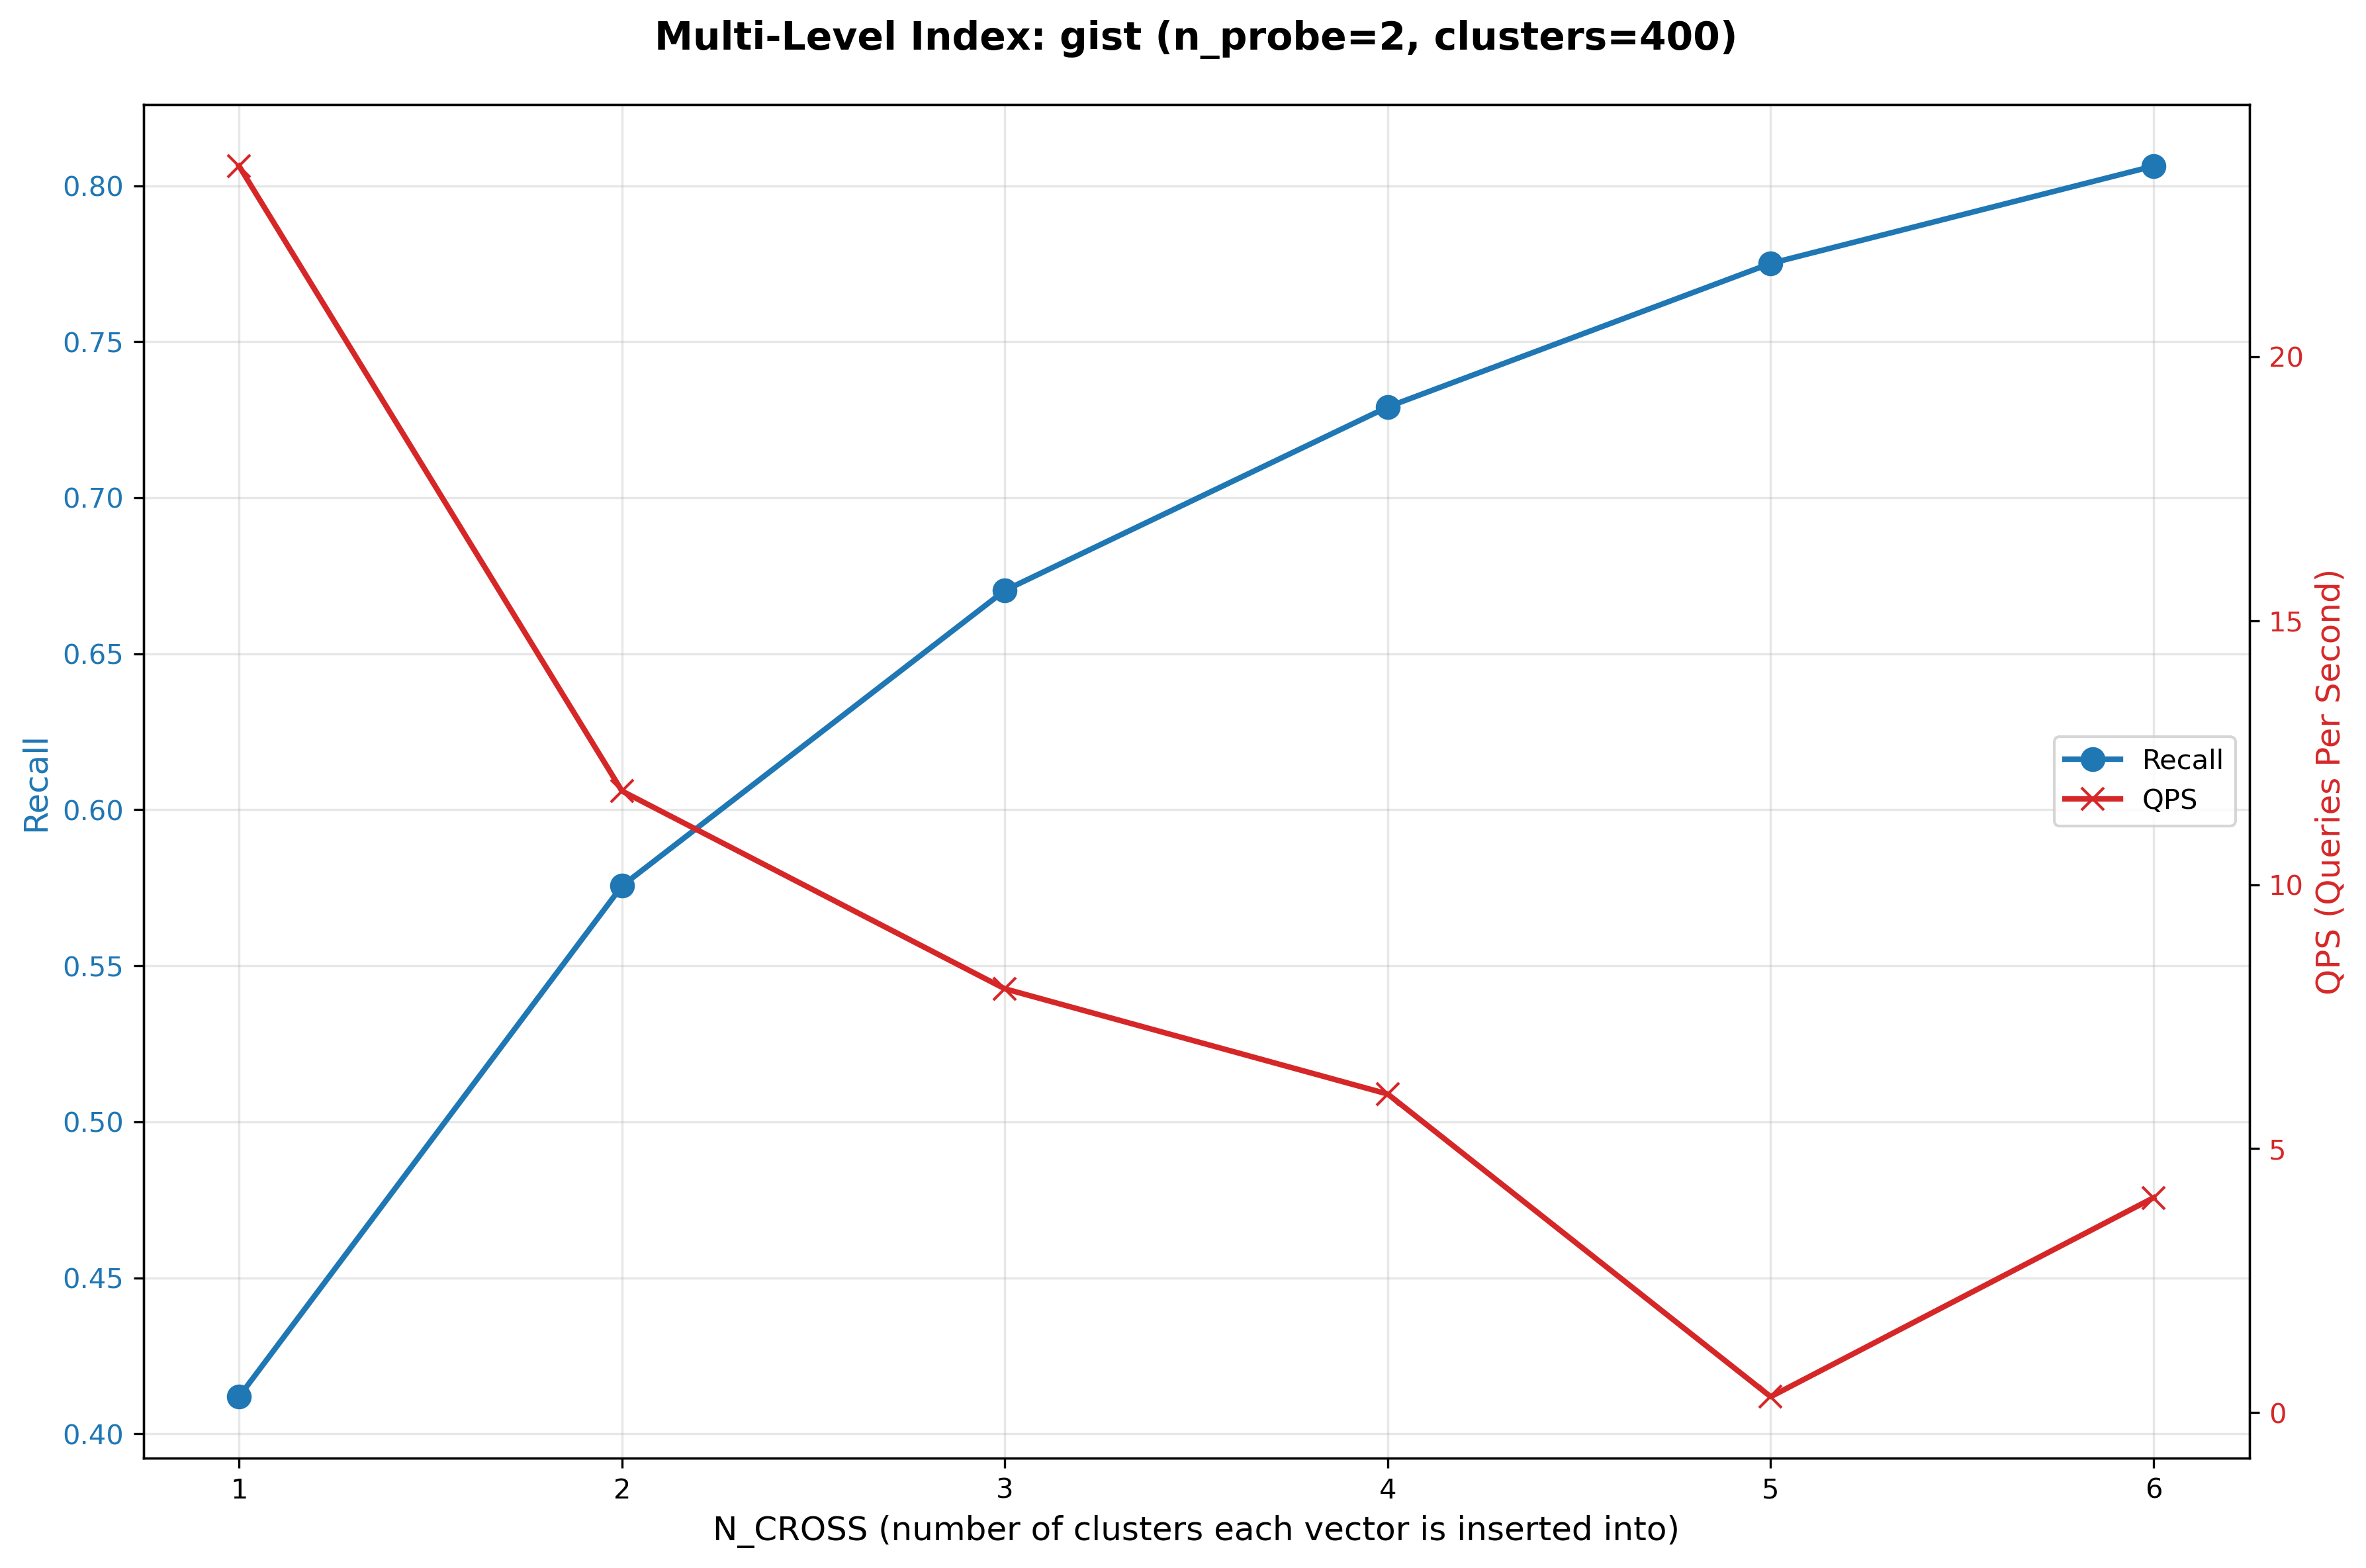 Multi-Level Index: gist (n_probe=2, clusters=400)
0.80
0.75
0.70
0.65
0.60
0.55
0.50
0.45
0.40
Recall
20
15
10
5
0
QPS (Queries Per Second)
Recall
QPS
1 2 3 4 5 6
N_CROSS (number of clusters each vector is inserted into)